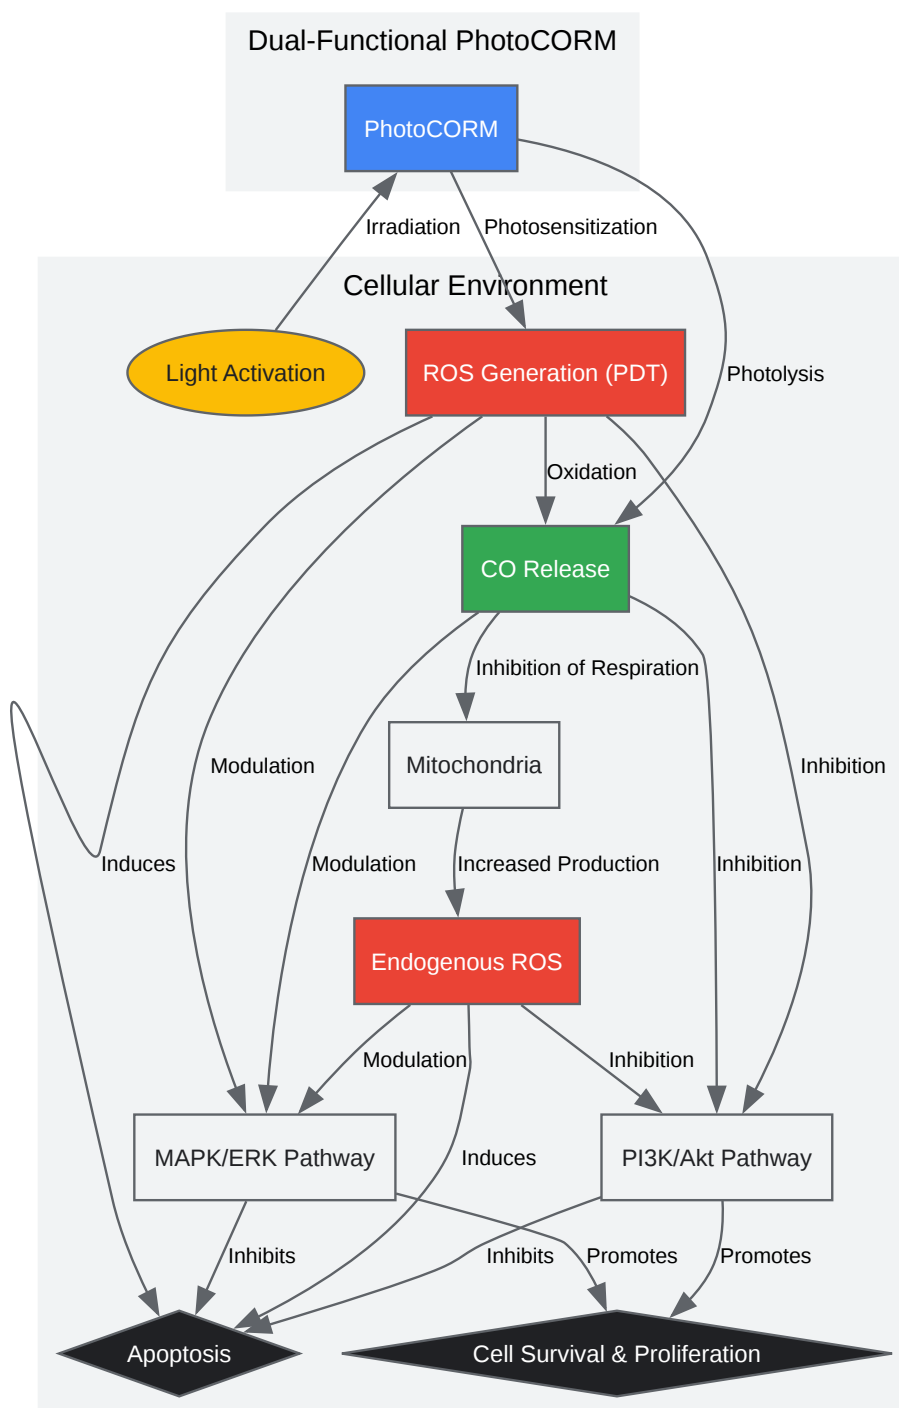 Dual-Functional PhotoCORM
PhotoCORM
Irradiation
Photosensitization
Cellular Environment
Light Activation
ROS Generation (PDT)
Photolysis
Oxidation
CO Release
Inhibition of Respiration
Mitochondria
Modulation
Inhibition
Induces
Modulation
Increased Production
Inhibition
Endogenous ROS
Modulation
Inhibition
MAPK/ERK Pathway
Induces
PI3K/Akt Pathway
Inhibits
Inhibits
Promotes
Promotes
Apoptosis
Cell Survival & Proliferation